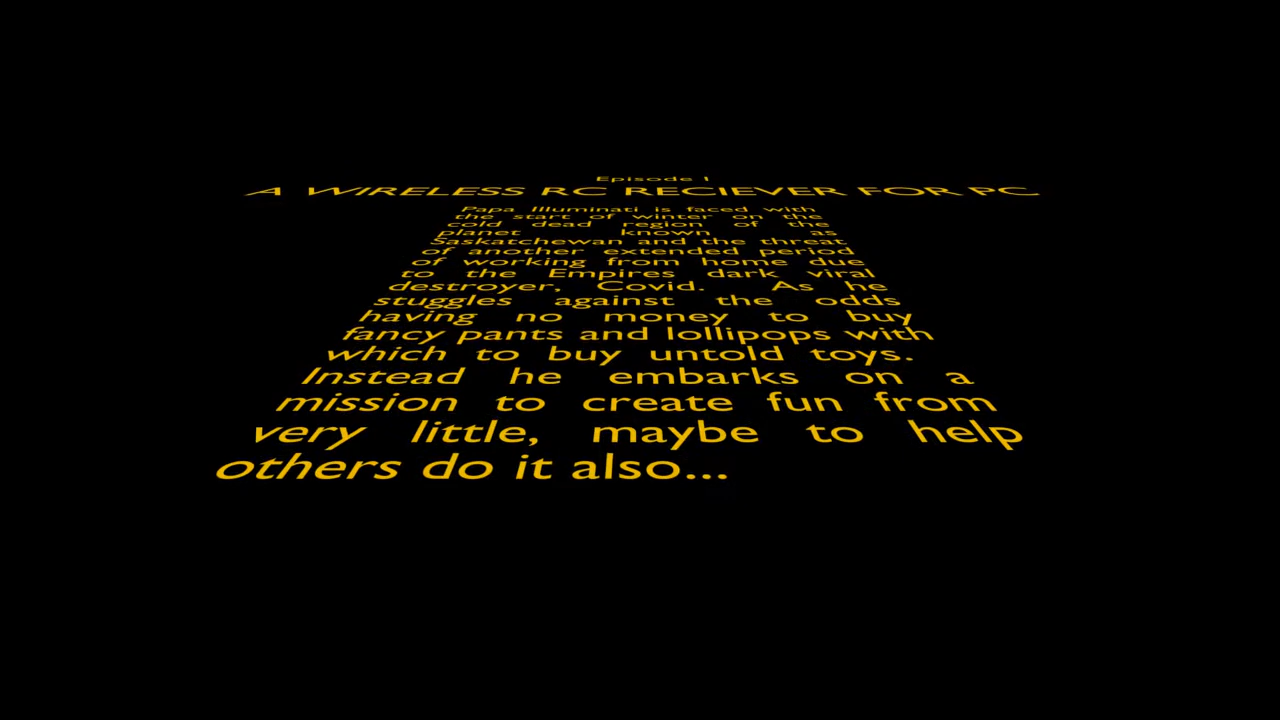 Episode I
A WIRELESS RC RECIEVER FOR PC
Papa Illuminati is faced with
the start of winter on the
cold dead region of the
planet known as
Saskatchewan and the threat
of another extended period
of working from home due
to the Empires dark viral
destroyer, Covid. As he
stuggles against the odds
having no money to buy
fancy pants and lollipops with
which to buy untold toys.
Instead he embarks on a
mission to create fun from
very little, maybe to help
others do it also...